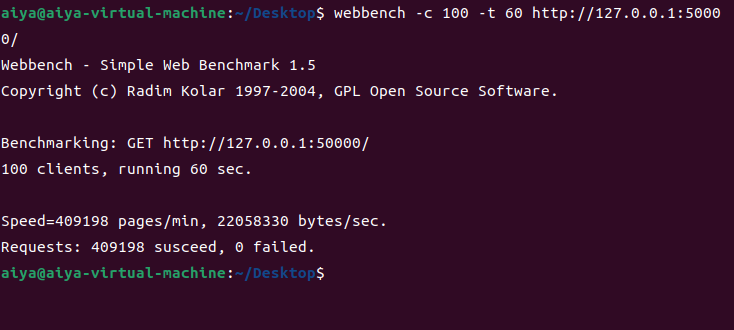 aiya@aiya-virtual-machine:~/Desktop$ webbench -c 100 -t 60 http://127.0.0.1:5000
0/
Webbench - Simple Web Benchmark 1.5
Copyright (c) Radim Kolar 1997-2004, GPL Open Source Software.

Benchmarking: GET http://127.0.0.1:50000/
100 clients, running 60 sec.

Speed=409198 pages/min, 22058330 bytes/sec.
Requests: 409198 susceed, 0 failed.
aiya@aiya-virtual-machine:~/Desktop$